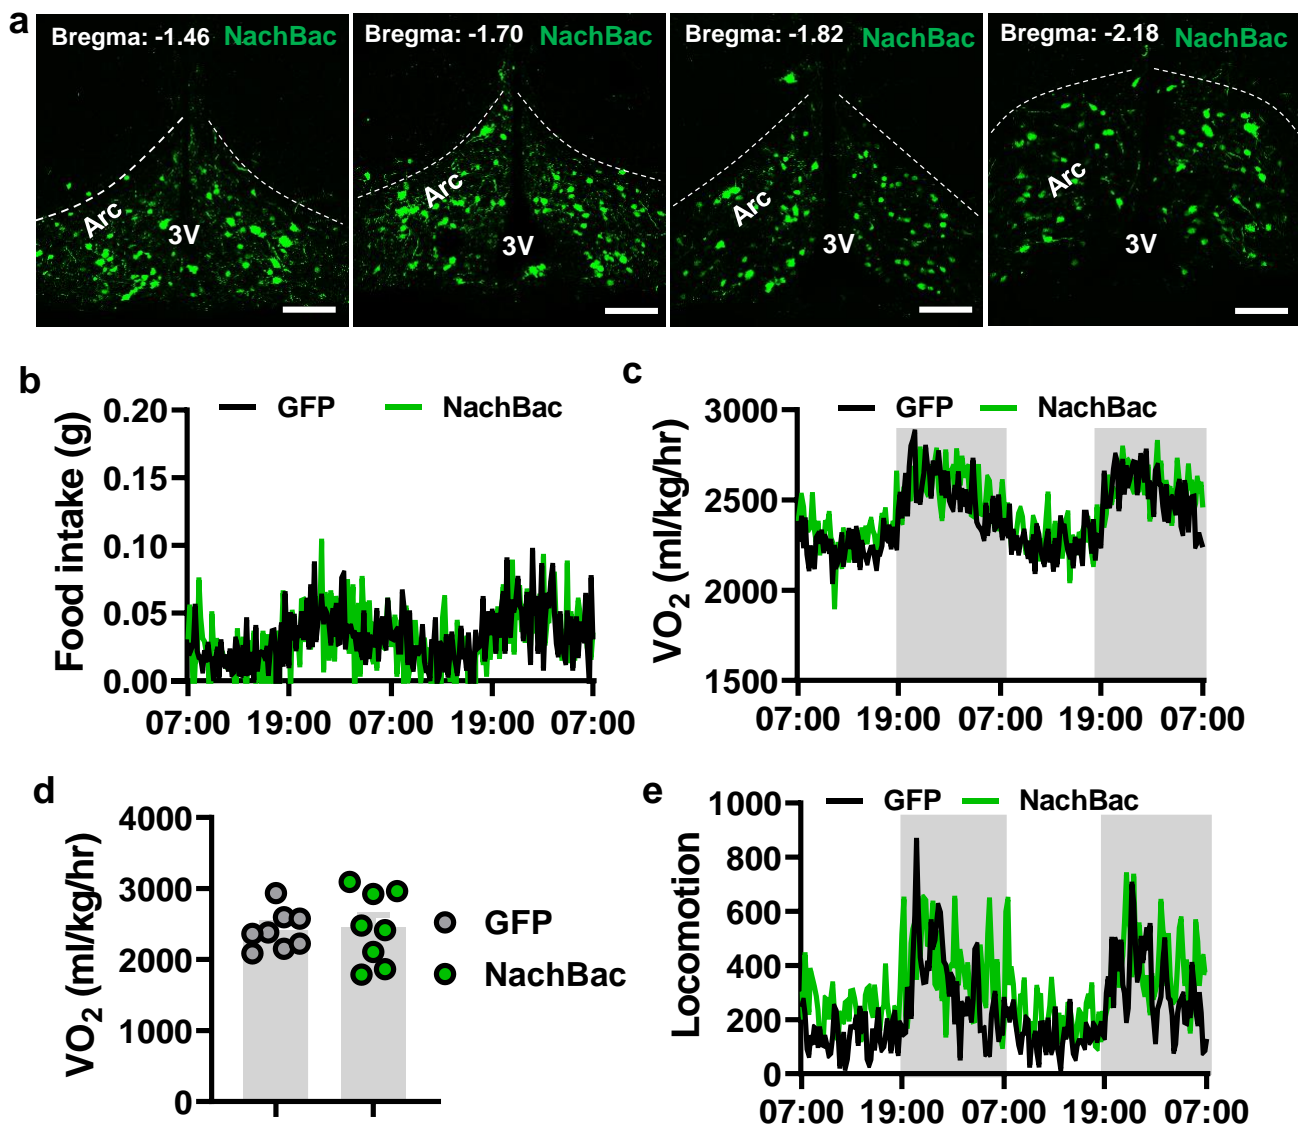 a
Bregma: -1.46 NachBac
Arc
3V
Bregma: -1.70 NachBac
Arc
3V
Bregma: -1.82 NachBac
Arc
3V
Bregma: -2.18 NachBac
Arc
3V
b
GFP NachBac
Food intake (g)
0.20
0.15
0.10
0.05
0.00
07:00 19:00 07:00 19:00 07:00
c
GFP NachBac
VO2 (ml/kg/hr)
3000
2500
2000
1500
07:00 19:00 07:00 19:00 07:00
d
VO2 (ml/kg/hr)
4000
3000
2000
1000
0
GFP
NachBac
e
GFP NachBac
Locomotion
1000
800
600
400
200
0
07:00 19:00 07:00 19:00 07:00